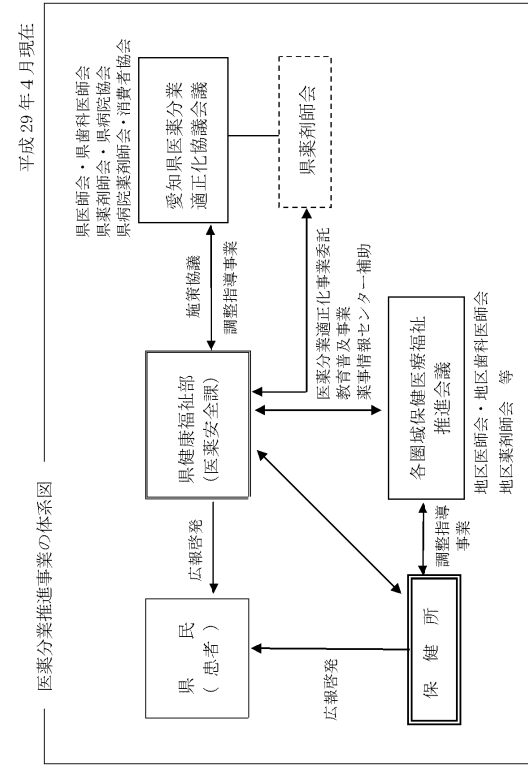 医薬分業推進事業の体系図
平成 29 年 4 月現在
県　民
( 患者 )
広報啓発
県健康福祉部
(医薬安全課)
施策協議
調整指導事業
県医師会・県歯科医師会
県薬剤師会・県病院協会
県病院薬剤師会・消費者協会
愛知県医薬分業
適正化協議会議
県薬剤師会
医薬分業適正化事業委託
教育普及事業
薬事情報センター補助
広報啓発
保　健　所
調整指導
事業
各圏域保健医療福祉
推進会議
地区医師会・地区歯科医師会
地区薬剤師会　等